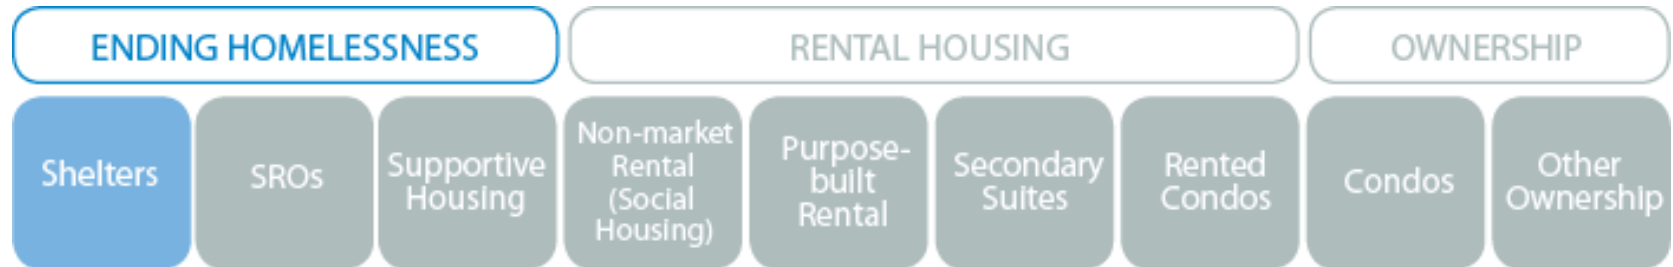 ENDING HOMELESSNESS
RENTAL HOUSING
OWNERSHIP
Shelters
SROs
Supportive
Housing
Non-market
Rental
(Social
Housing)
Purpose-
built
Rental
Secondary
Suites
Rented
Condos
Condos
Other
Ownership